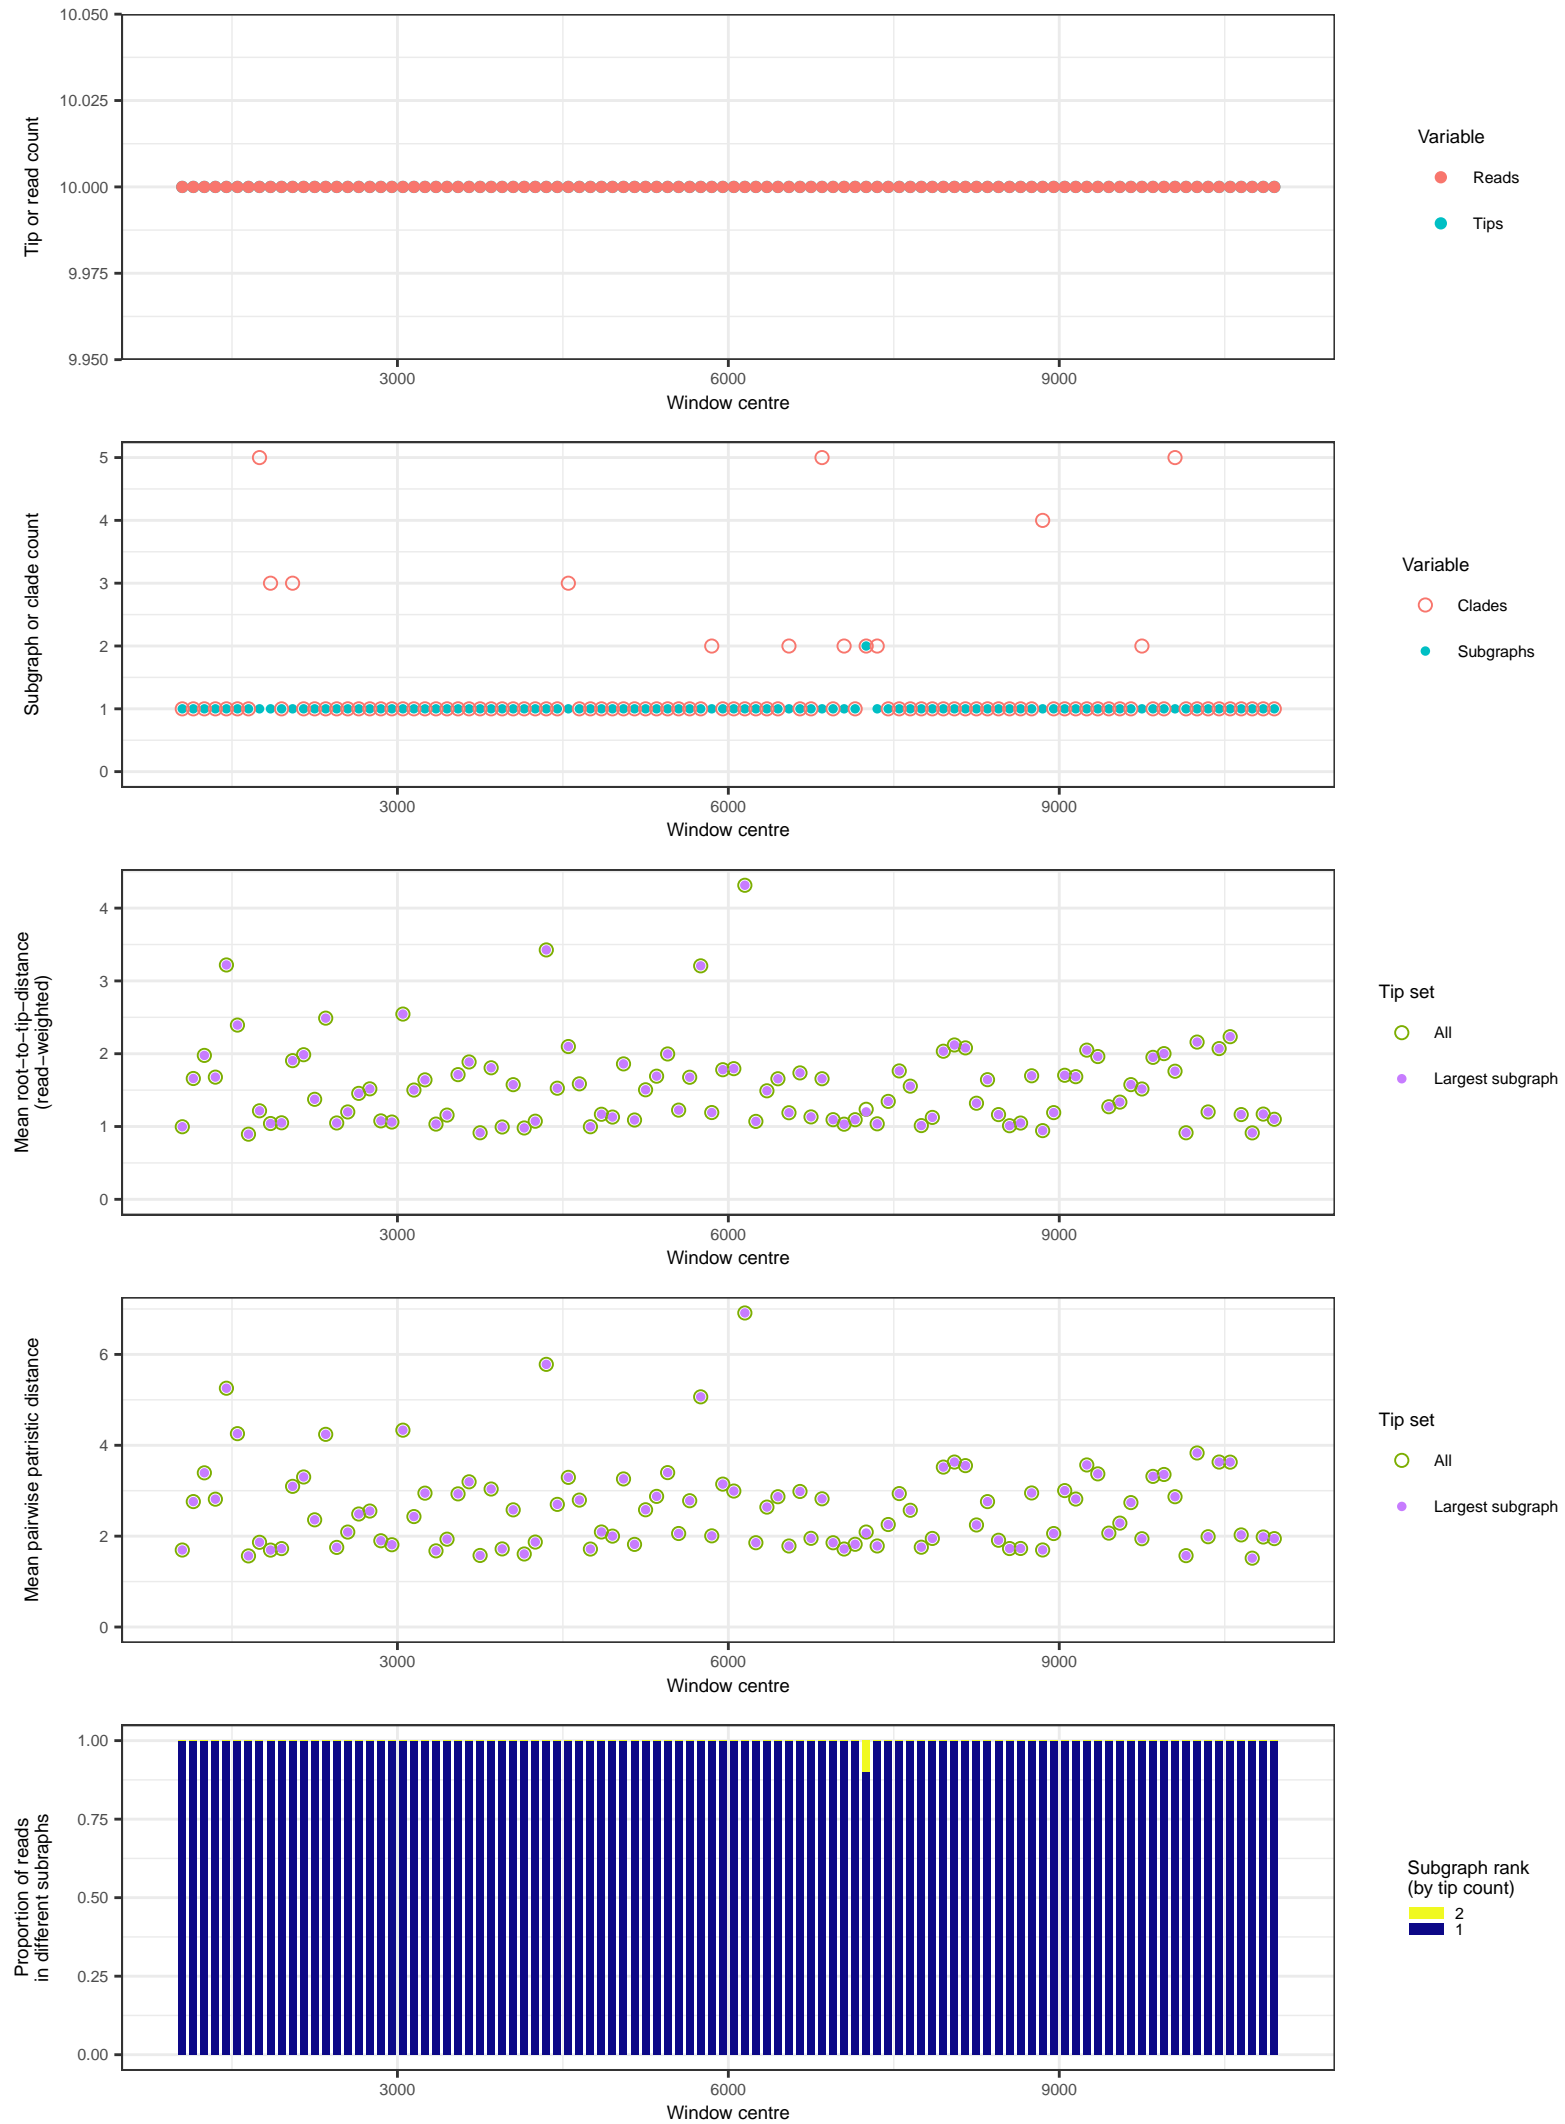 10.050
10.025
10.000
9.975
9.950
Tip or read count
3000 6000 9000
Window centre
Variable
Reads
Tips
5
4
3
2
1
0
Subgraph or clade count
3000 6000 9000
Window centre
Variable
Clades
Subgraphs
4
3
2
1
0
Mean root−to−tip−distance
(read−weighted)
3000 6000 9000
Window centre
Tip set
All
Largest subgraph
6
4
2
0
Mean pairwise patristic distance
3000 6000 9000
Window centre
Tip set
All
Largest subgraph
1.00
0.75
0.50
0.25
0.00
Proportion of reads
in different subraphs
3000 6000 9000
Window centre
Subgraph rank
(by tip count)
2
1